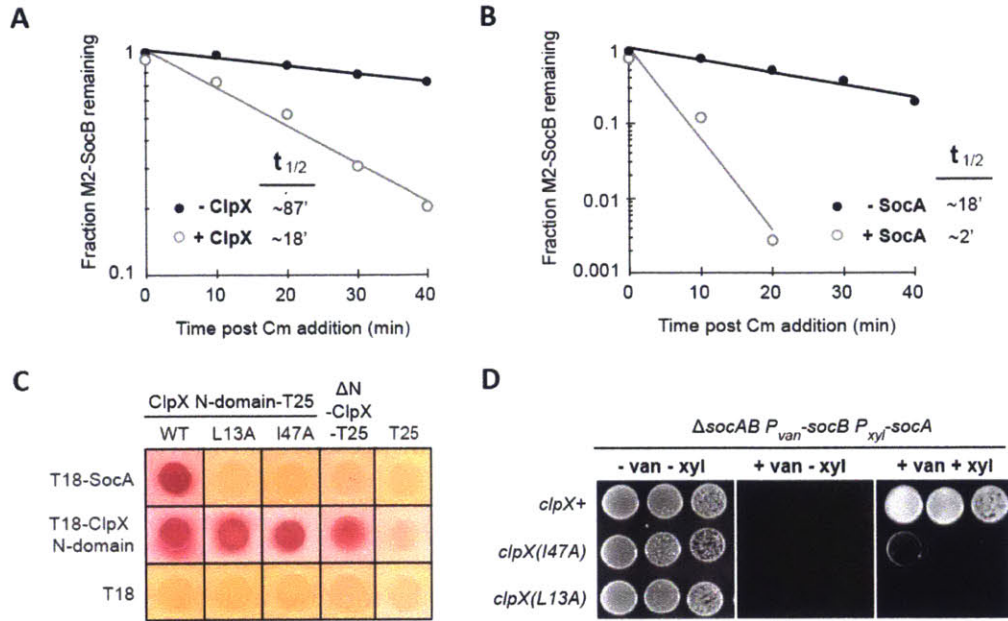 A
Fraction M2-SocB remaining
1
0.1
t1/2
- ClpX ~87'
+ ClpX ~18'
0 10 20 30 40
Time post Cm addition (min)
B
Fraction M2-SocB remaining
1
0.1
0.01
0.001
t1/2
- SocA ~18'
+ SocA ~2'
0 10 20 30 40
Time post Cm addition (min)
C
ClpX N-domain-T25
ΔN
-ClpX
-T25
WT L13A I47A T25
T18-SocA
T18-ClpX
N-domain
T18
D
ΔsocAB Pvan-socB Pxyl-socA
- van - xyl + van - xyl + van + xyl
clpX+
clpX(I47A)
clpX(L13A)